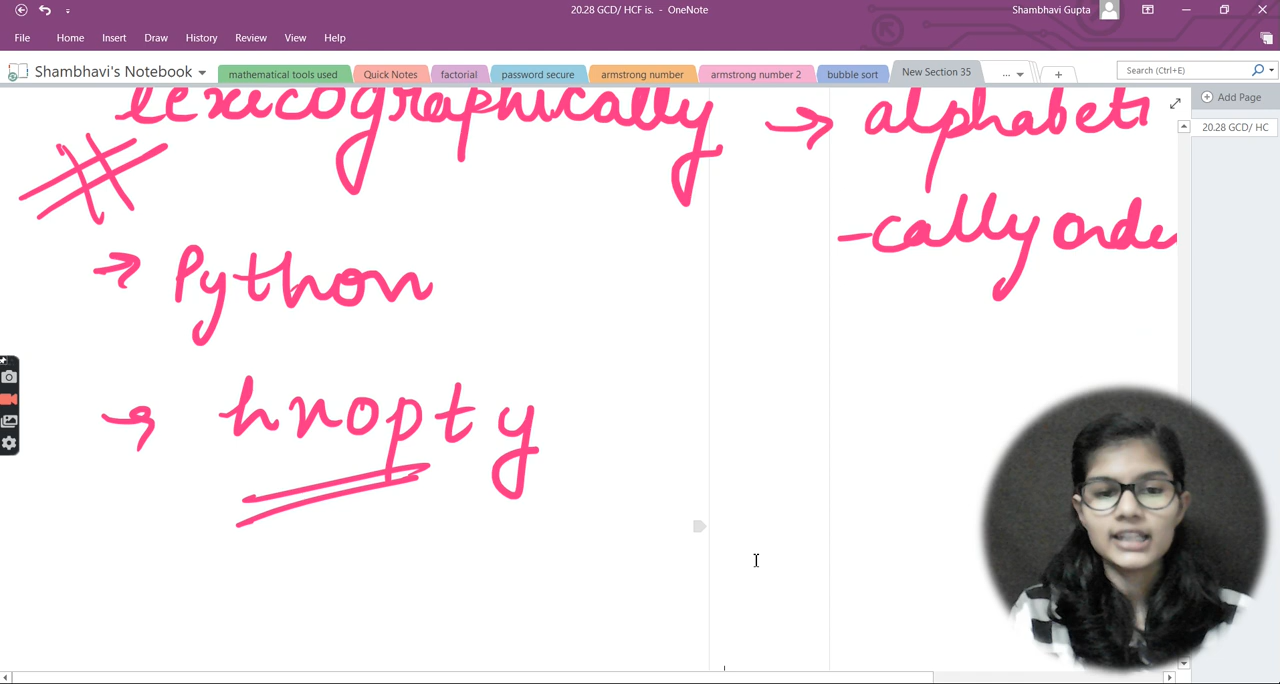 20.28 GCD/ HCF is. - OneNote
Shambhavi Gupta
File Home Insert Draw History Review View Help
Shambhavi's Notebook
mathematical tools used
Quick Notes
factorial
password secure
armstrong number
armstrong number 2
bubble sort
New Section 35
...
Search (Ctrl+E)
Add Page
20.28 GCD/ HC
lexicographically → alphabeti
-cally orde
→ Python
→ hnopty